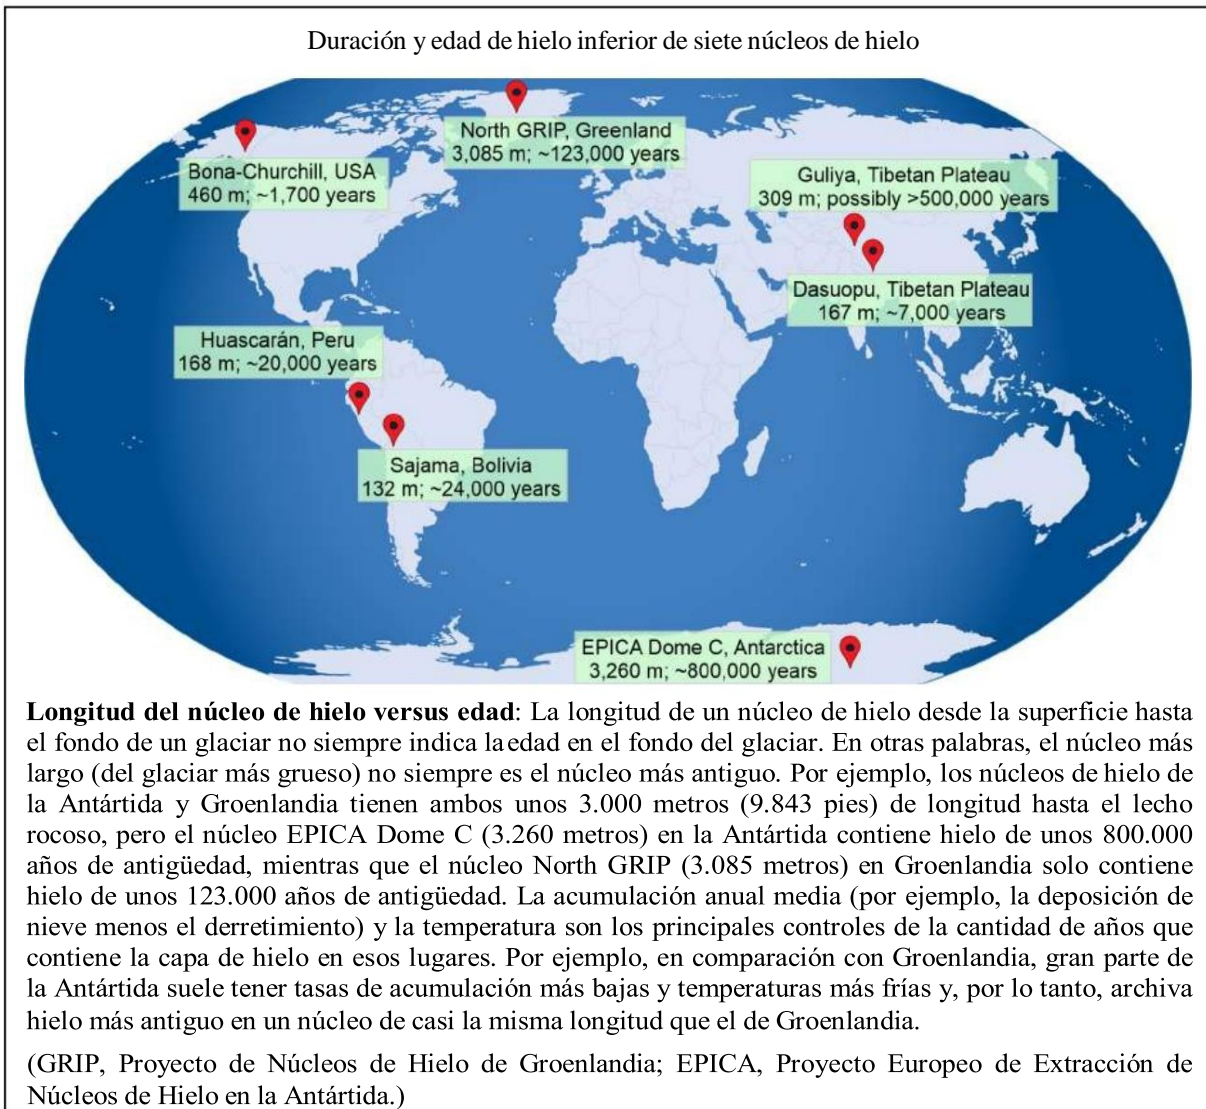 Duración y edad de hielo inferior de siete núcleos de hielo
North GRIP, Greenland
3,085 m; ~123,000 years
Bona-Churchill, USA
460 m; ~1,700 years
Guliya, Tibetan Plateau
309 m; possibly >500,000 years
Dasuopu, Tibetan Plateau
167 m; ~7,000 years
Huascarán, Peru
168 m; ~20,000 years
Sajama, Bolivia
132 m; ~24,000 years
EPICA Dome C, Antarctica
3,260 m; ~800,000 years
Longitud del núcleo de hielo versus edad: La longitud de un núcleo de hielo desde la superficie hasta
el fondo de un glaciar no siempre indica la edad en el fondo del glaciar. En otras palabras, el núcleo más
largo (del glaciar más grueso) no siempre es el núcleo más antiguo. Por ejemplo, los núcleos de hielo de
la Antártida y Groenlandia tienen ambos unos 3.000 metros (9.843 pies) de longitud hasta el lecho
rocoso, pero el núcleo EPICA Dome C (3.260 metros) en la Antártida contiene hielo de unos 800.000
años de antigüedad, mientras que el núcleo North GRIP (3.085 metros) en Groenlandia solo contiene
hielo de unos 123.000 años de antigüedad. La acumulación anual media (por ejemplo, la deposición de
nieve menos el derretimiento) y la temperatura son los principales controles de la cantidad de años que
contiene la capa de hielo en esos lugares. Por ejemplo, en comparación con Groenlandia, gran parte de
la Antártida suele tener tasas de acumulación más bajas y temperaturas más frías y, por lo tanto, archiva
hielo más antiguo en un núcleo de casi la misma longitud que el de Groenlandia.
(GRIP, Proyecto de Núcleos de Hielo de Groenlandia; EPICA, Proyecto Europeo de Extracción de
Núcleos de Hielo en la Antártida.)